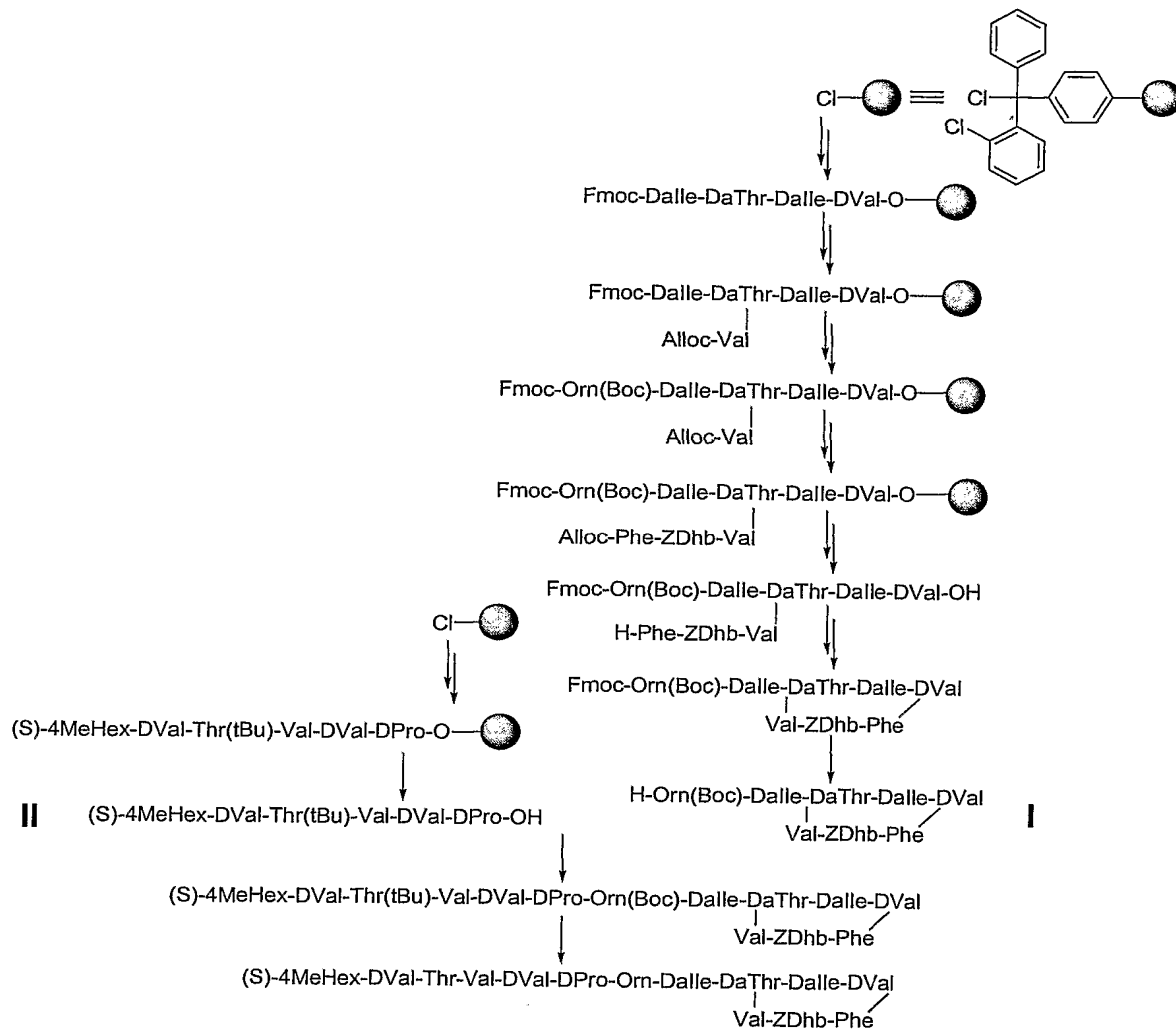 Cl
Cl
Cl
Fmoc-DaIle-DaThr-DaIle-DVal-O
Fmoc-DaIle-DaThr-DaIle-DVal-O
Alloc-Val
Fmoc-Orn(Boc)-DaIle-DaThr-DaIle-DVal-O
Alloc-Val
Fmoc-Orn(Boc)-DaIle-DaThr-DaIle-DVal-O
Alloc-Phe-ZDhb-Val
Fmoc-Orn(Boc)-DaIle-DaThr-DaIle-DVal-OH
H-Phe-ZDhb-Val
Cl
Fmoc-Orn(Boc)-DaIle-DaThr-DaIle-DVal
Val-ZDhb-Phe
(S)-4MeHex-DVal-Thr(tBu)-Val-DVal-DPro-O
H-Orn(Boc)-DaIle-DaThr-DaIle-DVal
Val-ZDhb-Phe
I
II (S)-4MeHex-DVal-Thr(tBu)-Val-DVal-DPro-OH
(S)-4MeHex-DVal-Thr(tBu)-Val-DVal-DPro-Orn(Boc)-DaIle-DaThr-DaIle-DVal
Val-ZDhb-Phe
(S)-4MeHex-DVal-Thr-Val-DVal-DPro-Orn-DaIle-DaThr-DaIle-DVal
Val-ZDhb-Phe